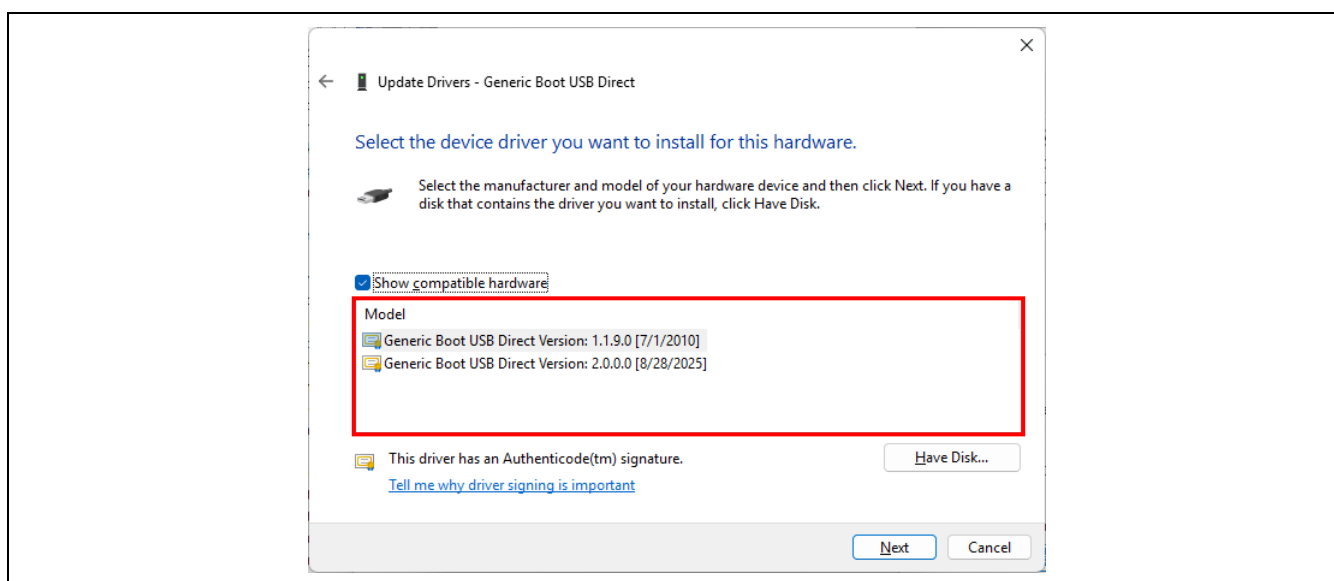 Update Drivers - Generic Boot USB Direct
Select the device driver you want to install for this hardware.
Select the manufacturer and model of your hardware device and then click Next. If you have a
disk that contains the driver you want to install, click Have Disk.
Show compatible hardware
Model
Generic Boot USB Direct Version: 1.1.9.0 [7/1/2010]
Generic Boot USB Direct Version: 2.0.0.0 [8/28/2025]
This driver has an Authenticode(tm) signature.
Have Disk...
Tell me why driver signing is important
Next
Cancel